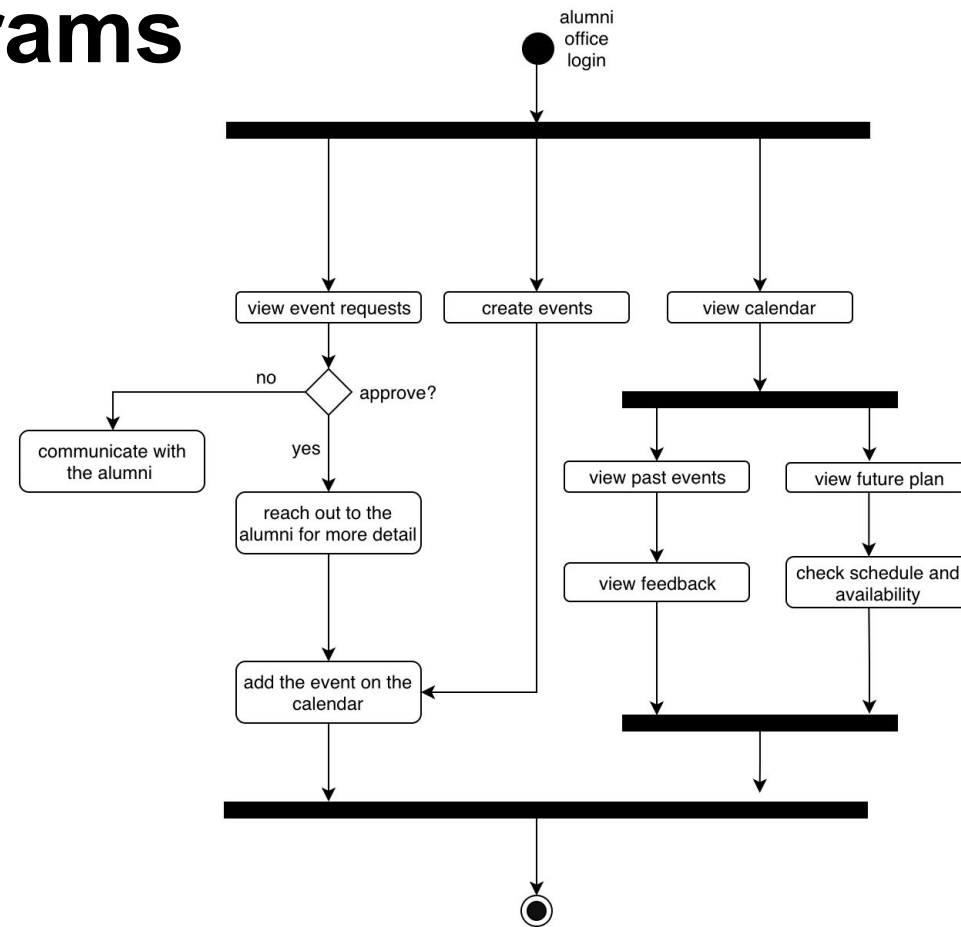 rams
alumni
office
login
view event requests
create events
view calendar
no
approve?
communicate with
the alumni
yes
view past events
view future plan
reach out to the
alumni for more detail
view feedback
check schedule and
availability
add the event on the
calendar